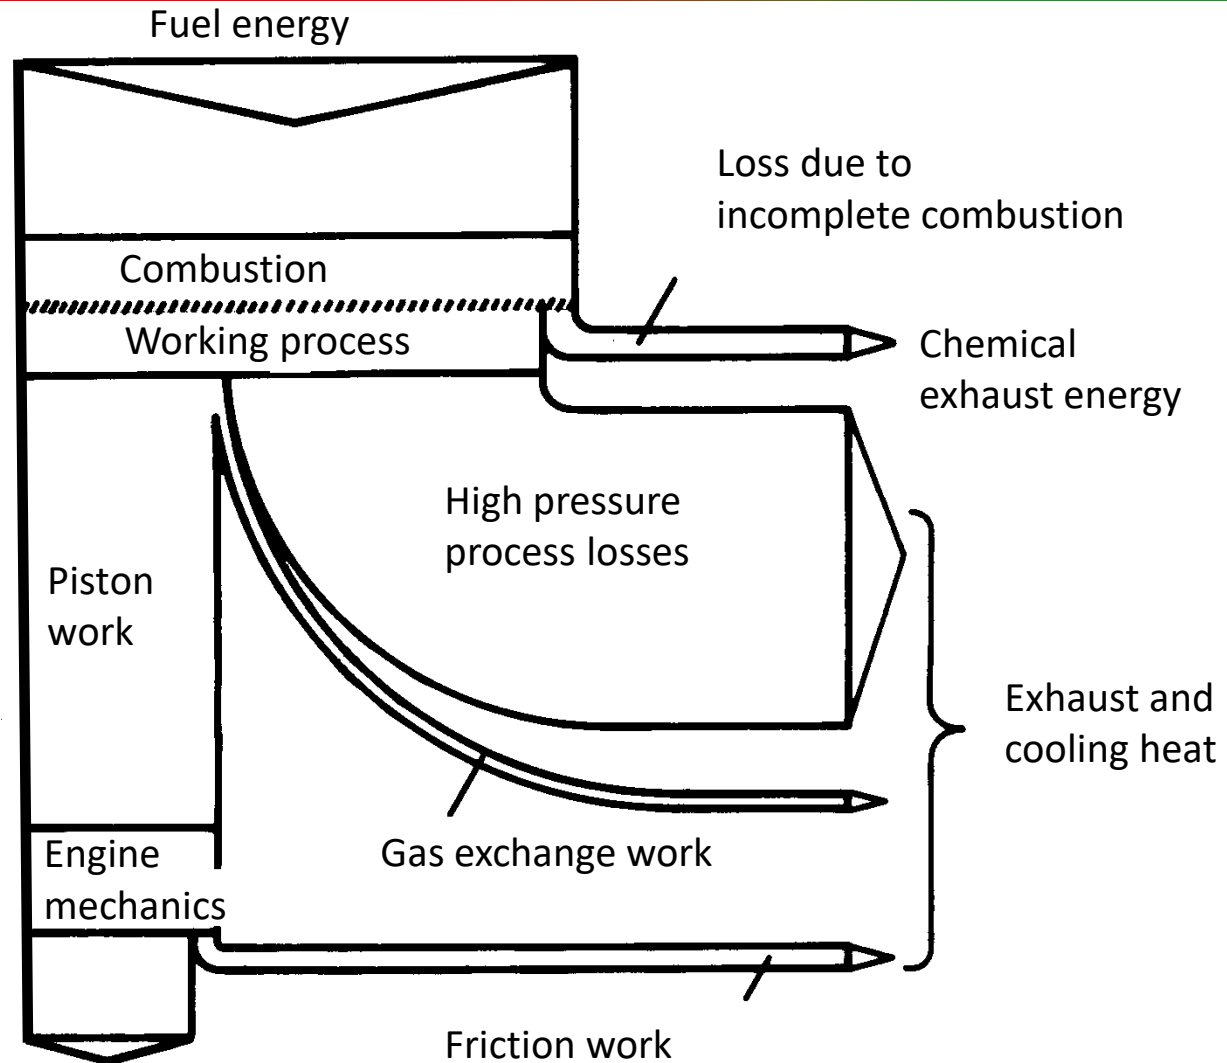 Fuel energy
Loss due to
incomplete combustion
Combustion
Working process
Chemical
exhaust energy
High pressure
process losses
Piston
work
Exhaust and
cooling heat
Engine
mechanics
Gas exchange work
Friction work